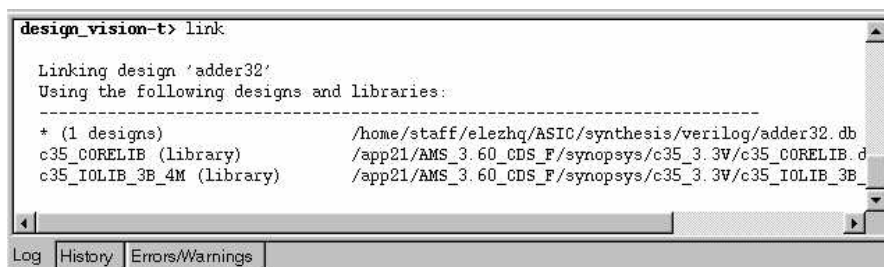 design_vision-t> link
Linking design 'adder32'
Using the following designs and libraries:
--------------------------------------------------------------------------
* (1 designs) /home/staff/elezhq/ASIC/synthesis/verilog/adder32.db
c35_CORELIB (library) /app21/AMS_3.60_CDS_F/synopsys/c35_3.3V/c35_CORELIB.d
c35_IOLIB_3B_4M (library) /app21/AMS_3.60_CDS_F/synopsys/c35_3.3V/c35_IOLIB_3B_
Log History Errors/Warnings